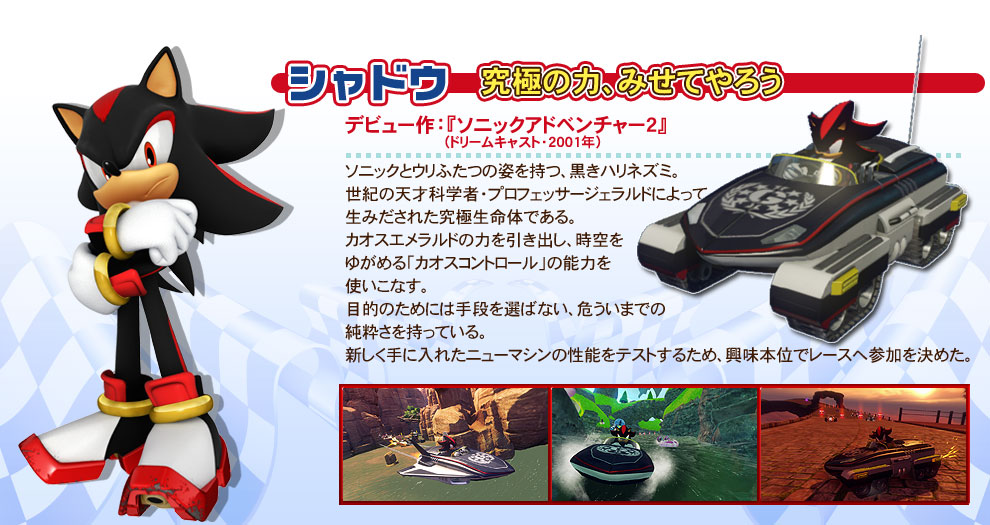 シャドウ 究極の力、みせてやろう
デビュー作：『ソニックアドベンチャー2』
（ドリームキャスト・2001年）
ソニックとウリふたつの姿を持つ、黒きハリネズミ。
世紀の天才科学者・プロフェッサージェラルドによって
生みだされた究極生命体である。
カオスエメラルドの力を引き出し、時空を
ゆがめる「カオスコントロール」の能力を
使いこなす。
目的のためには手段を選ばない、危ういまでの
純粋さを持っている。
新しく手に入れたニューマシンの性能をテストするため、興味本位でレースへ参加を決めた。